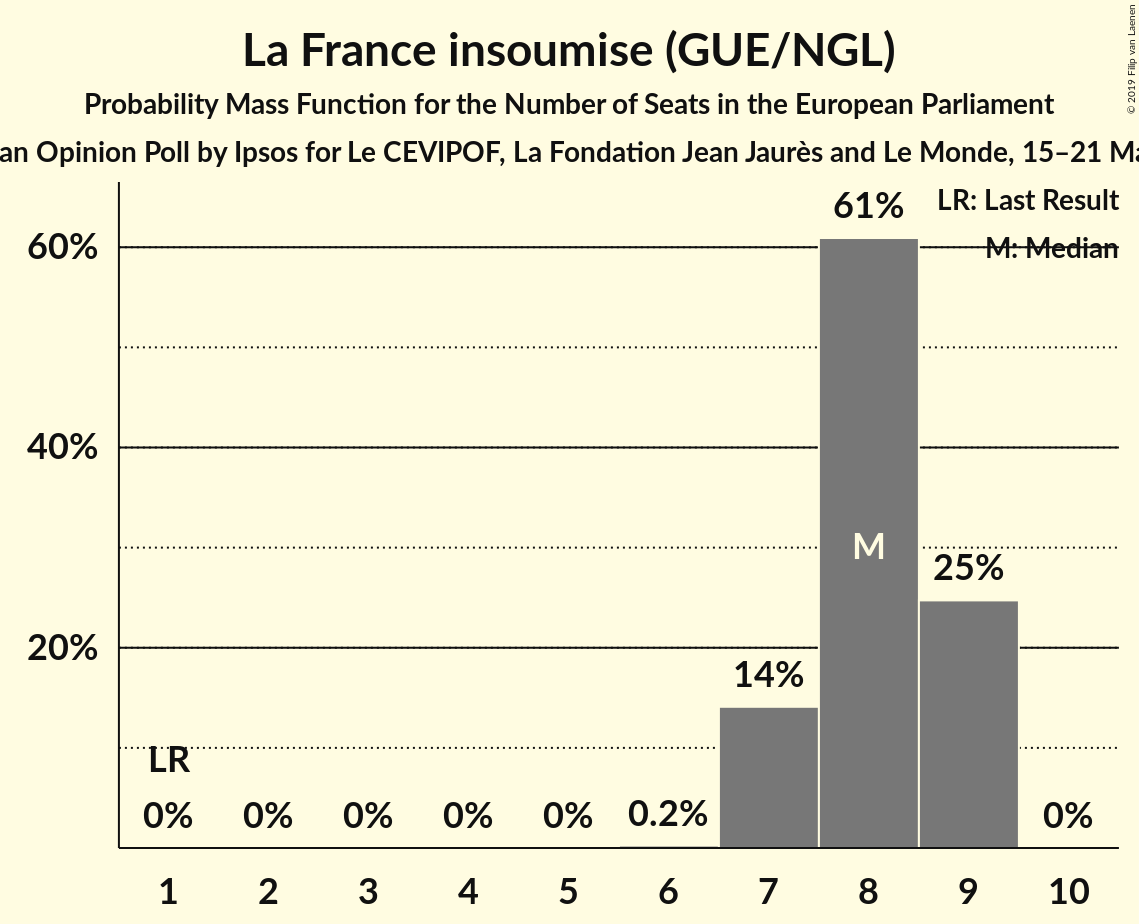 La France insoumise (GUE/NGL)
Probability Mass Function for the Number of Seats in the European Parliament
an Opinion Poll by Ipsos for Le CEVIPOF, La Fondation Jean Jaurès and Le Monde, 15–21
© 2019 Filip van Laenen
LR: Last Result
M: Median
60%
40%
20%
61%
M
25%
14%
LR
0% 0% 0% 0% 0% 0.2% 0%
1 2 3 4 5 6 7 8 9 10